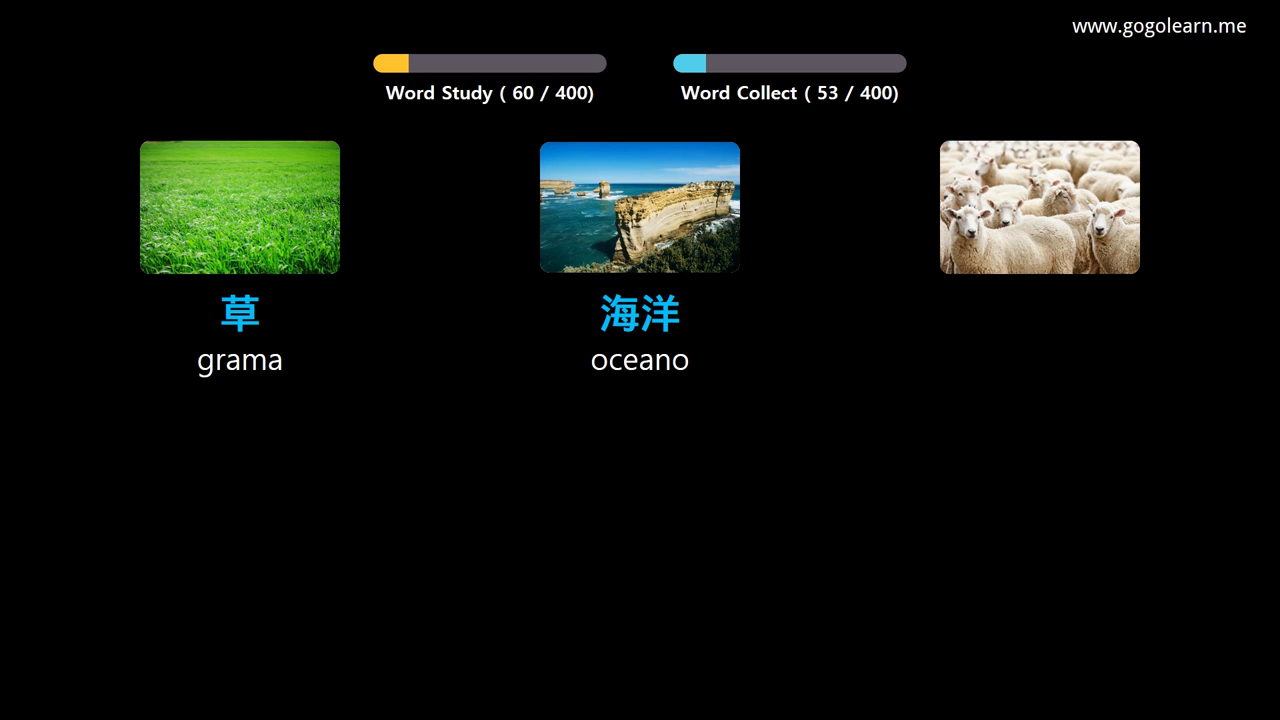 www.gogolearn.me
Word Study ( 60 / 400)
Word Collect ( 53 / 400)
草
grama
海洋
oceano